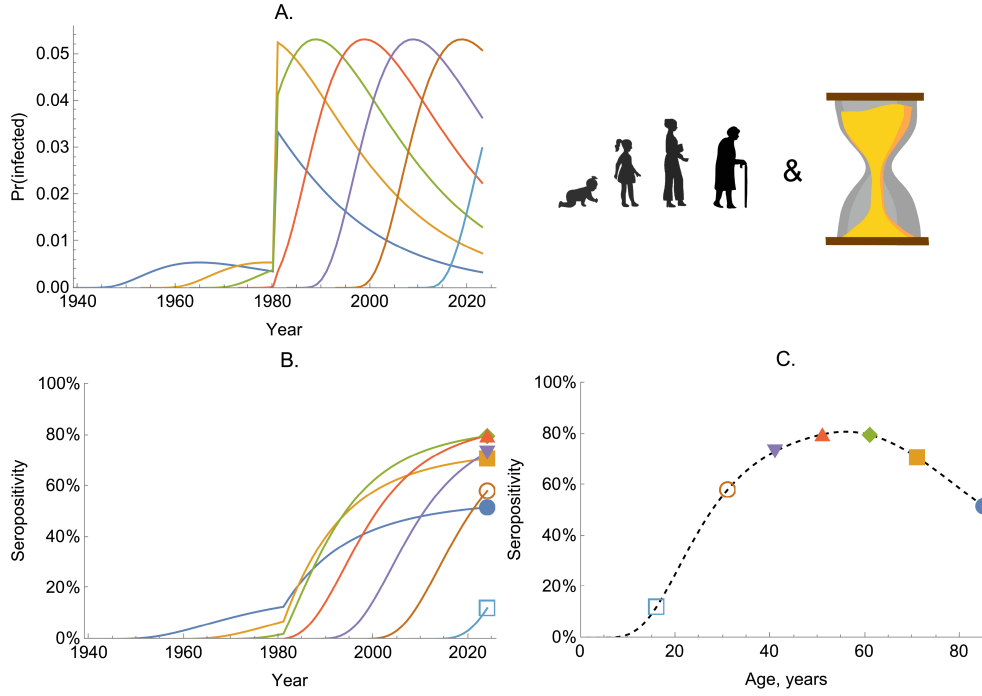 A.
Pr(infected)
0.05
0.04
0.03
0.02
0.01
0.00
1940 1960 1980 2000 2020
Year
&
B.
Seropositivity
100%
80%
60%
40%
20%
0%
1940 1960 1980 2000 2020
Year
C.
Seropositivity
100%
80%
60%
40%
20%
0%
0 20 40 60 80
Age, years